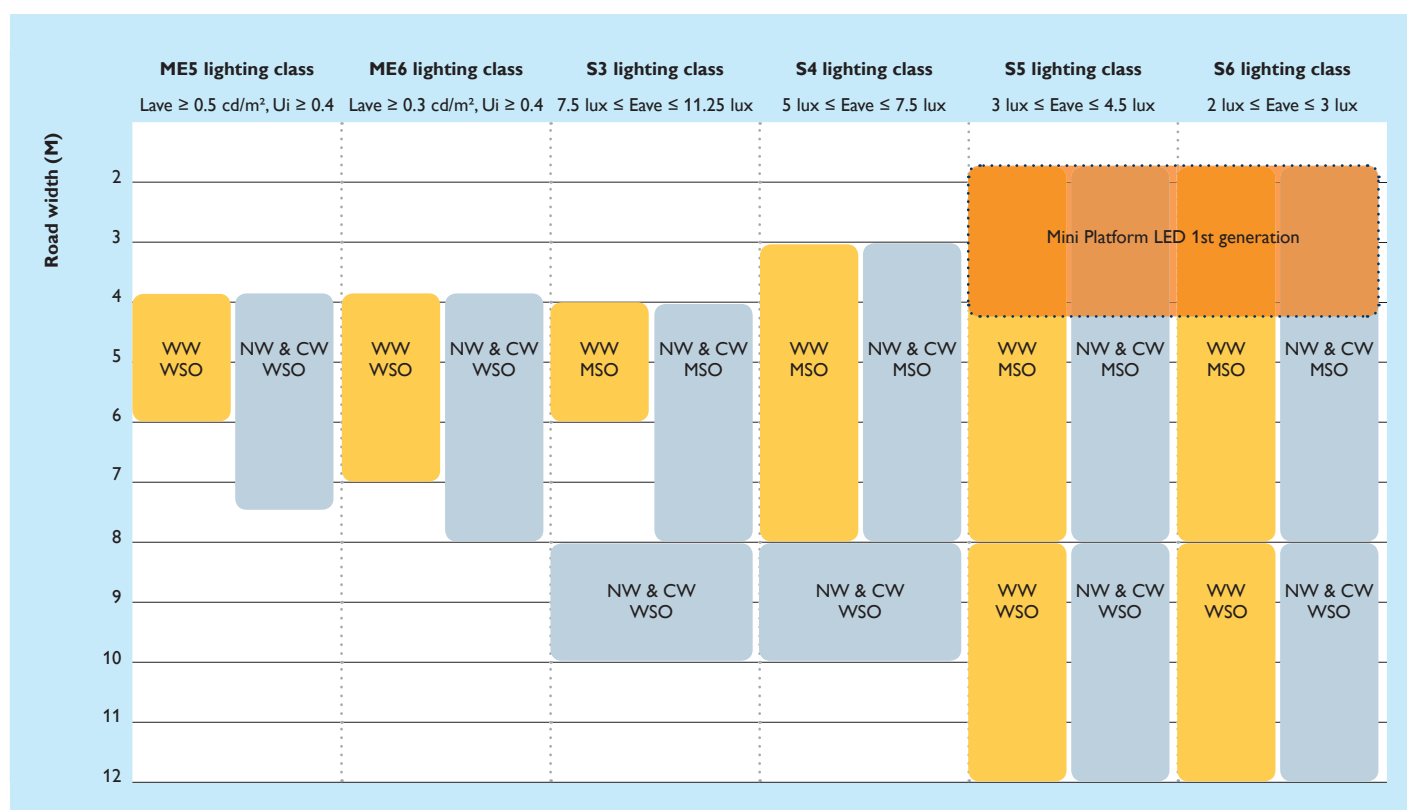 ME5 lighting class
ME6 lighting class
S3 lighting class
S4 lighting class
S5 lighting class
S6 lighting class
Lave ≥ 0.5 cd/m², Ui ≥ 0.4
Lave ≥ 0.3 cd/m², Ui ≥ 0.4
7.5 lux ≤ Eave ≤ 11.25 lux
5 lux ≤ Eave ≤ 7.5 lux
3 lux ≤ Eave ≤ 4.5 lux
2 lux ≤ Eave ≤ 3 lux
Road width (M)
2
3
4
5
6
7
8
9
10
11
12
Mini Platform LED 1st generation
WW
WSO
NW & CW
WSO
WW
WSO
NW & CW
WSO
WW
MSO
NW & CW
MSO
WW
MSO
NW & CW
MSO
WW
MSO
NW & CW
MSO
WW
MSO
NW & CW
MSO
NW & CW
WSO
NW & CW
WSO
WW
WSO
NW & CW
WSO
WW
WSO
NW & CW
WSO